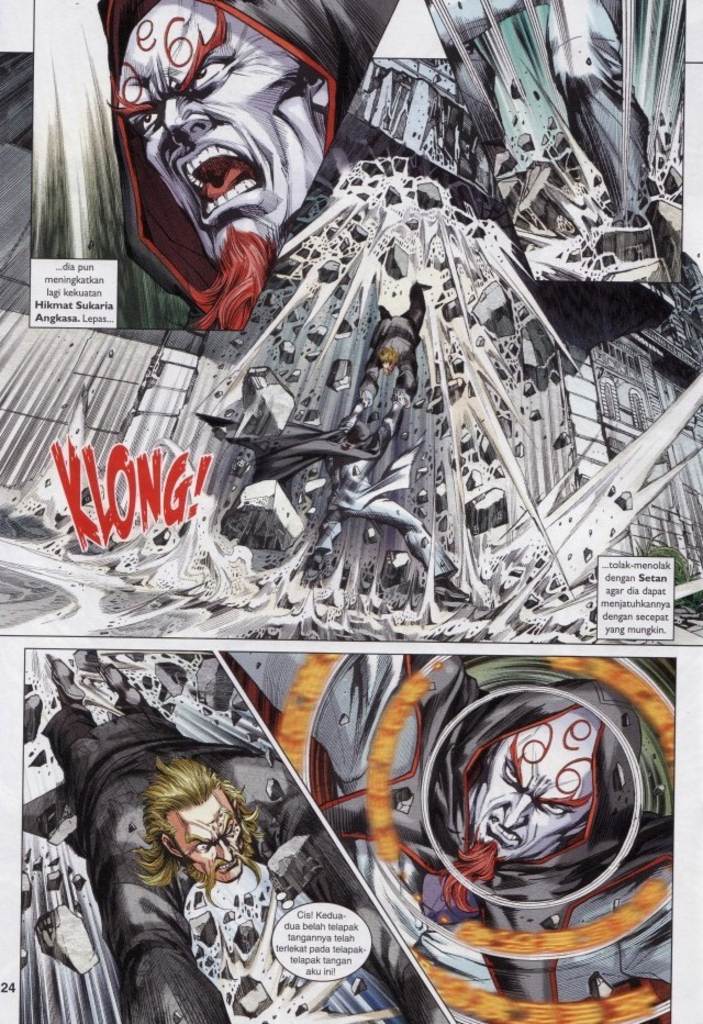 ...dia pun
meningkatkan
lagi kekuatan
Hikmat Sukaria
Angkasa. Lepas...
KLONG!
...tolak-menolak
dengan Setan
agar dia dapat
menjatuhkannya
dengan secepat
yang mungkin.
Cis! Kedua-
dua belah telapak
tangannya telah
terlekat pada telapak-
telapak tangan
aku ini!
24